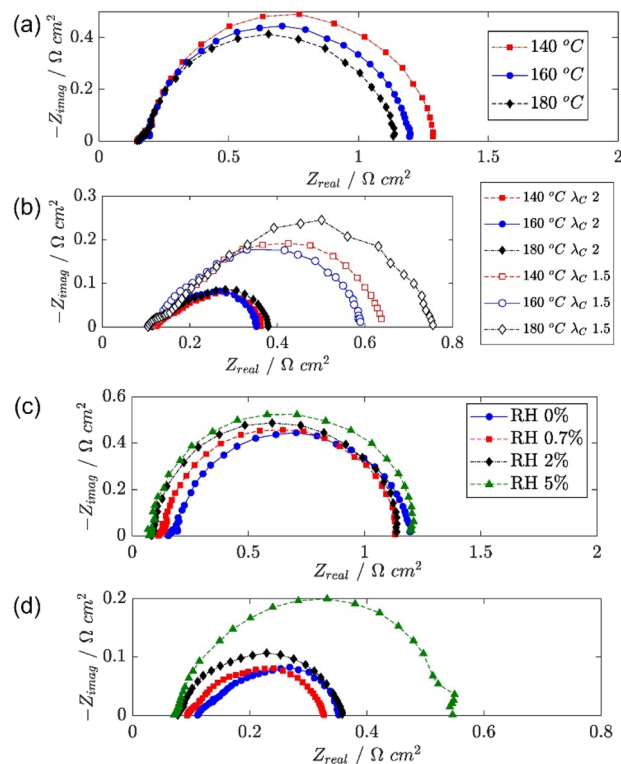 (a)
−Z_imag / Ω cm²
0.4
0.2
0
0
0.5
1
1.5
2
Z_real / Ω cm²
140 °C
160 °C
180 °C
(b)
−Z_imag / Ω cm²
0.3
0.2
0.1
0
0
0.2
0.4
0.6
0.8
Z_real / Ω cm²
140 °C λ_C 2
160 °C λ_C 2
180 °C λ_C 2
140 °C λ_C 1.5
160 °C λ_C 1.5
180 °C λ_C 1.5
(c)
−Z_imag / Ω cm²
0.6
0.4
0.2
0
0
0.5
1
1.5
2
Z_real / Ω cm²
RH 0%
RH 0.7%
RH 2%
RH 5%
(d)
−Z_imag / Ω cm²
0.2
0.1
0
0
0.2
0.4
0.6
0.8
Z_real / Ω cm²